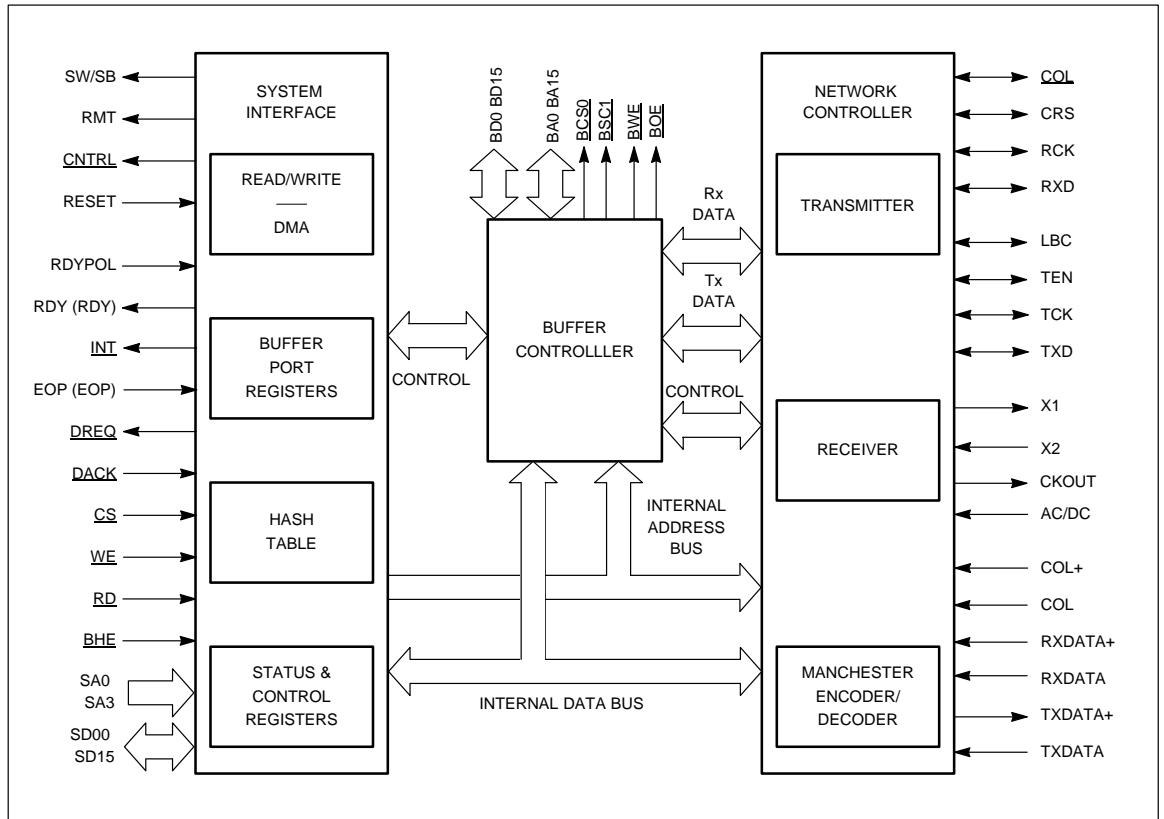 SW/SB
RMT
CNTRL
RESET
RDYPOL
RDY (RDY)
INT
EOP (EOP)
DREQ
DACK
CS
WE
RD
BHE
SA0
SA3
SD00
SD15
SYSTEM
INTERFACE
READ/WRITE
DMA
BUFFER
PORT
REGISTERS
HASH
TABLE
STATUS &
CONTROL
REGISTERS
CONTROL
BD0 BD15
BA0 BA15
BCS0
BSC1
BWE
BOE
BUFFER
CONTROLLLER
Rx
DATA
Tx
DATA
CONTROL
INTERNAL
ADDRESS
BUS
INTERNAL DATA BUS
NETWORK
CONTROLLER
TRANSMITTER
RECEIVER
MANCHESTER
ENCODER/
DECODER
COL
CRS
RCK
RXD
LBC
TEN
TCK
TXD
X1
X2
CKOUT
AC/DC
COL+
COL
RXDATA+
RXDATA
TXDATA+
TXDATA